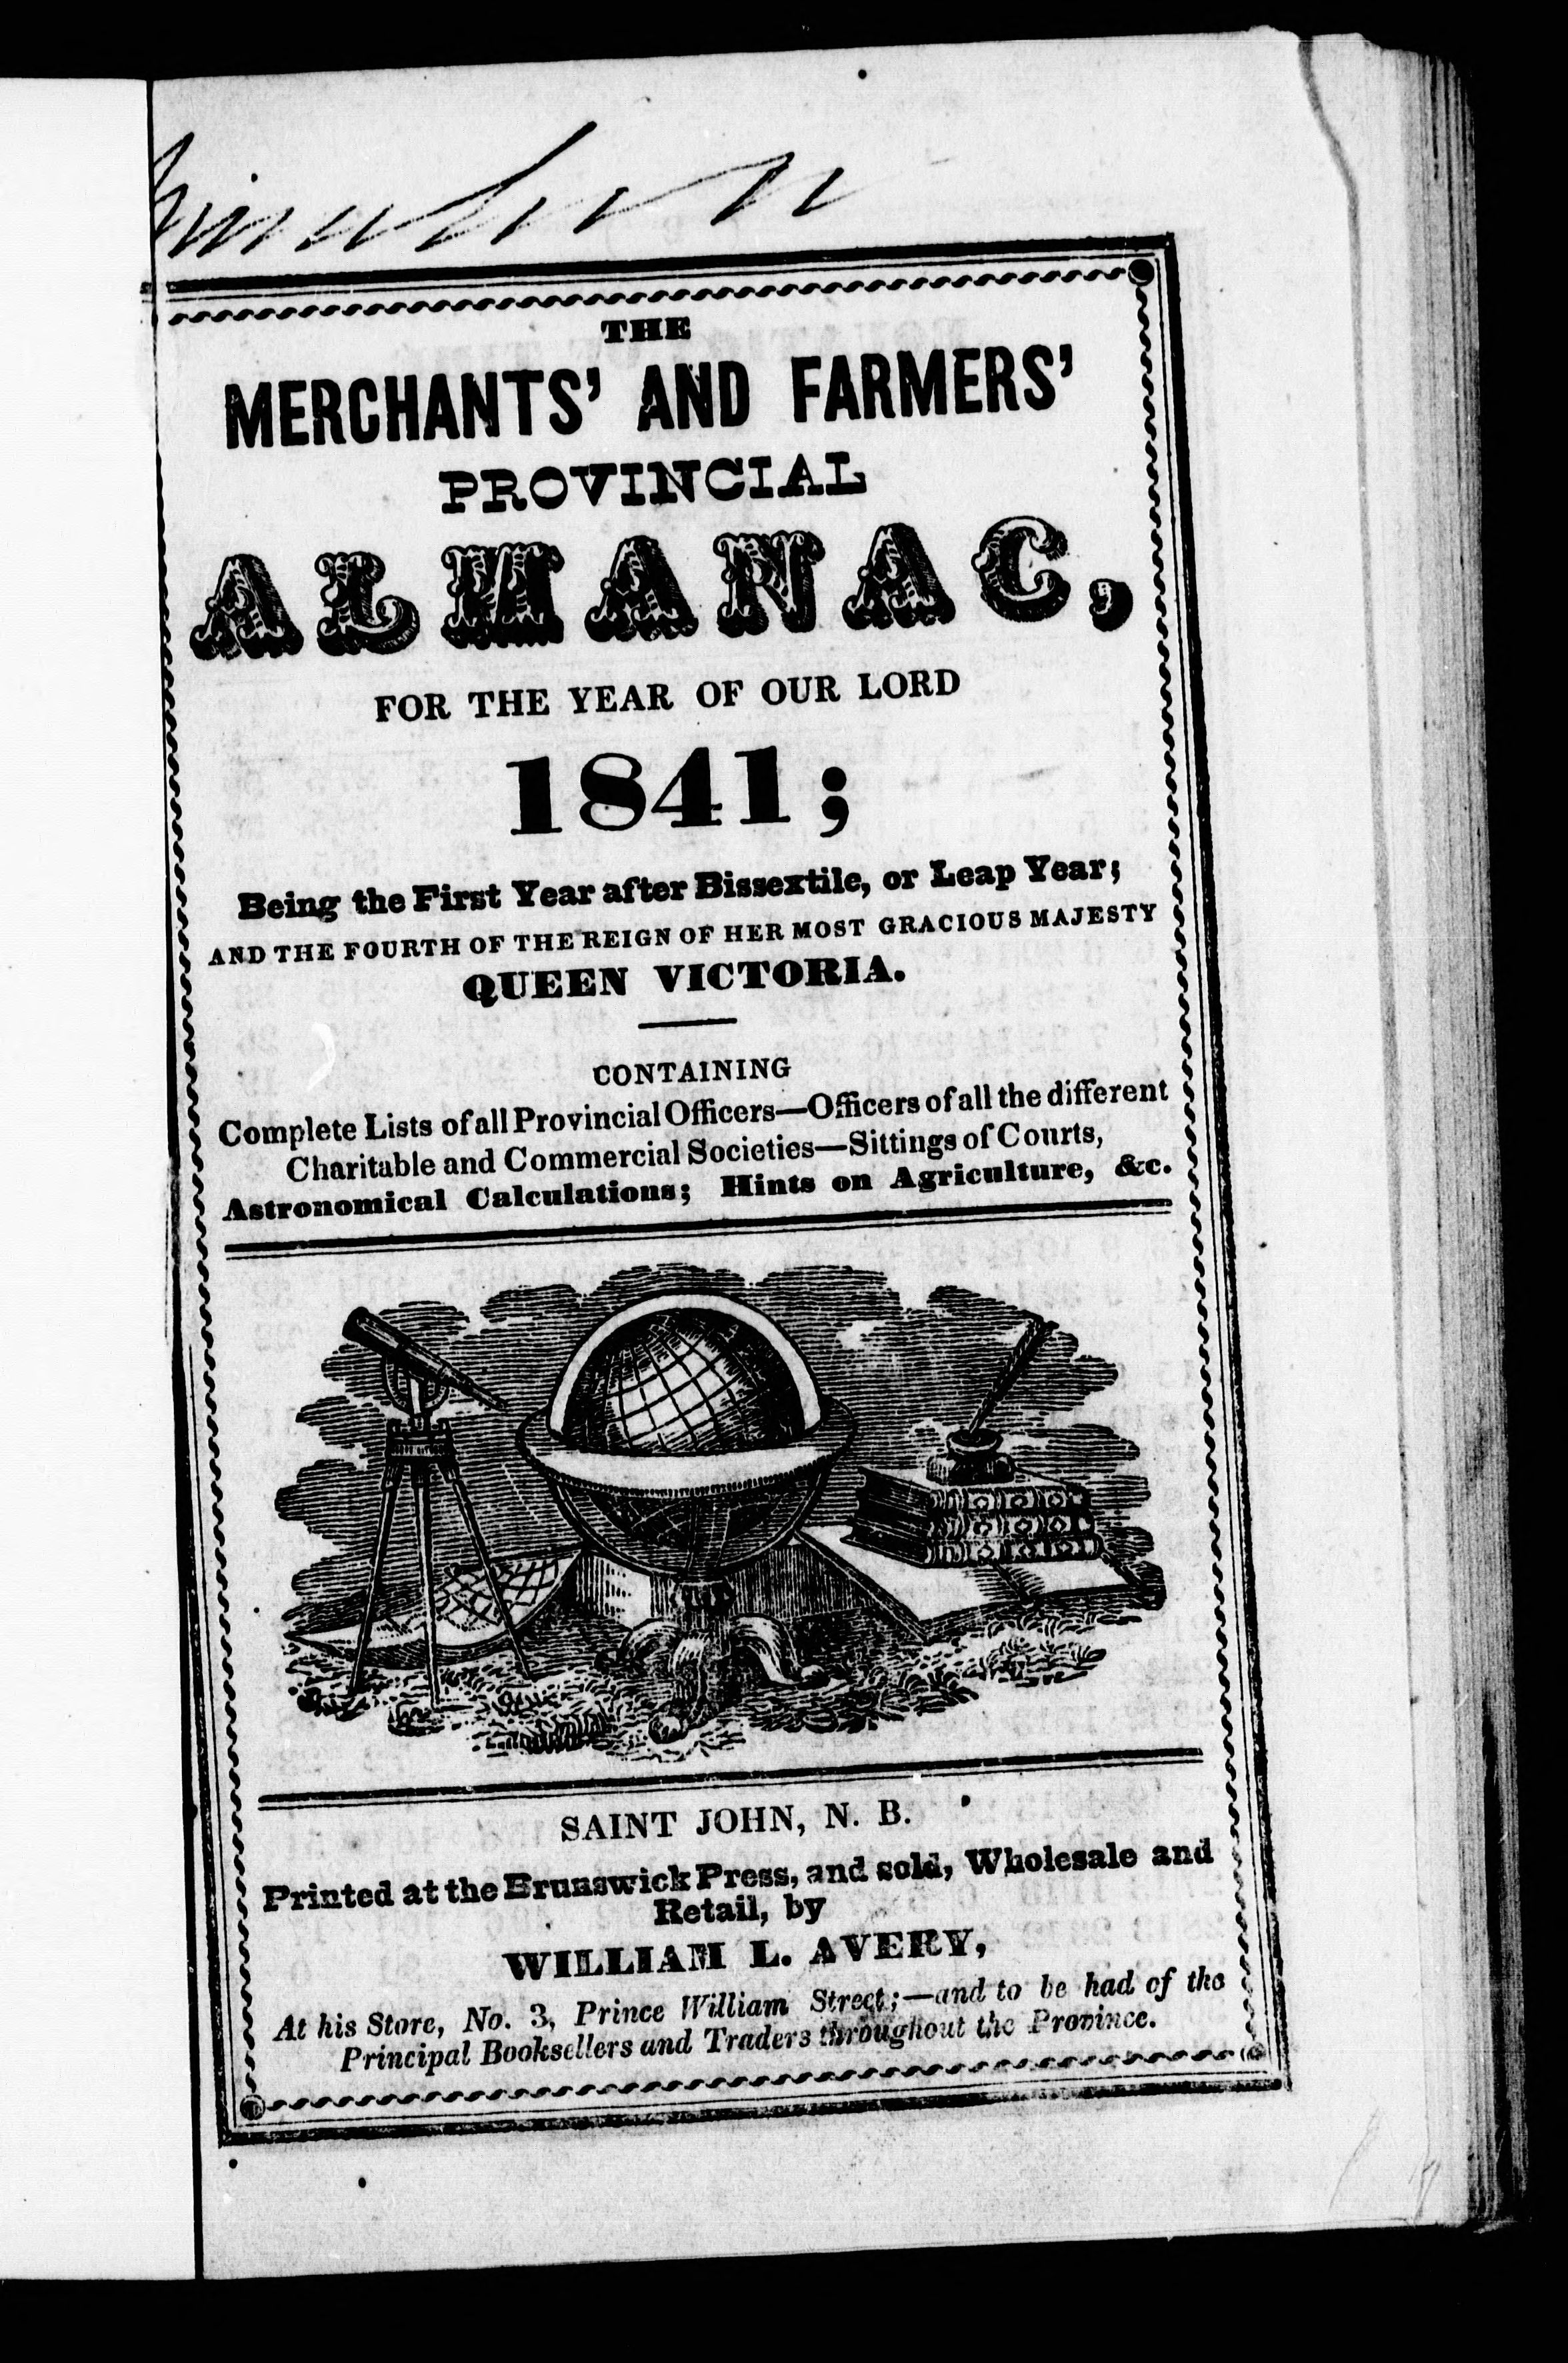 THE
MERCHANTS' AND FARMERS'
PROVINCIAL
ALMANAC,
FOR THE YEAR OF OUR LORD
1841;
Being the First Year after Bissextile, or Leap Year;
AND THE FOURTH OF THE REIGN OF HER MOST GRACIOUS MAJESTY
QUEEN VICTORIA.
CONTAINING
Complete Lists of all Provincial Officers—Officers of all the different
Charitable and Commercial Societies—Sittings of Courts,
Astronomical Calculations; Hints on Agriculture, &c.
SAINT JOHN, N. B.
Printed at the Brunswick Press, and sold, Wholesale and
Retail, by
WILLIAM L. AVERY,
At his Store, No. 3, Prince William Street;—and to be had of the
Principal Booksellers and Traders throughout the Province.